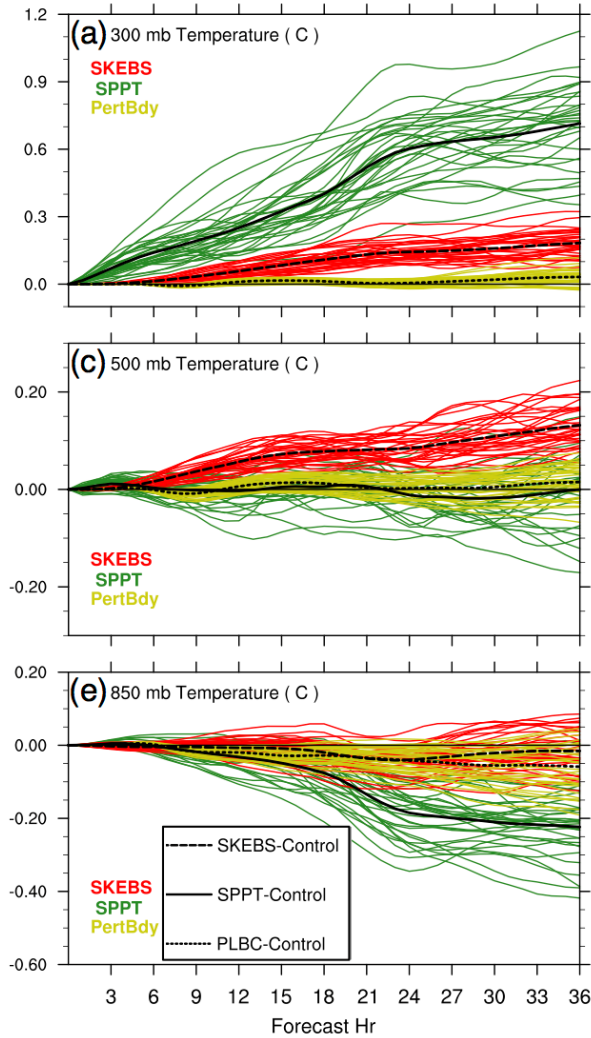 (a) 300 mb Temperature ( C )
1.2
0.9
0.6
0.3
0.0
SKEBS
SPPT
PertBdy
(c) 500 mb Temperature ( C )
0.20
0.00
-0.20
SKEBS
SPPT
PertBdy
(e) 850 mb Temperature ( C )
0.20
0.00
-0.20
-0.40
-0.60
SKEBS
SPPT
PertBdy
SKEBS-Control
SPPT-Control
PLBC-Control
3 6 9 12 15 18 21 24 27 30 33 36
Forecast Hr